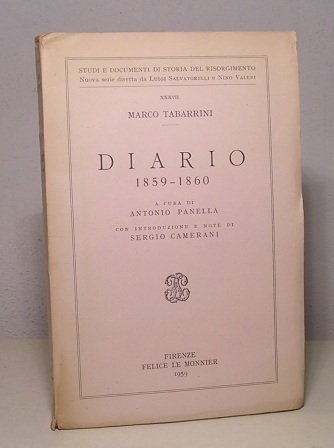 STUDI E DOCUMENTI DI STORIA DEL RISORGIMENTO
NUOVA serie diretta da LUIGI SALVATORELLI e NINO VALERI
XXXVII
MARCO TABARRINI
DIARIO
1859-1860
A CURA DI
ANTONIO PANELLA
CON INTRODUZIONE E NOTE DI
SERGIO CAMERANI
FIRENZE
FELICE LE MONNIER
1959